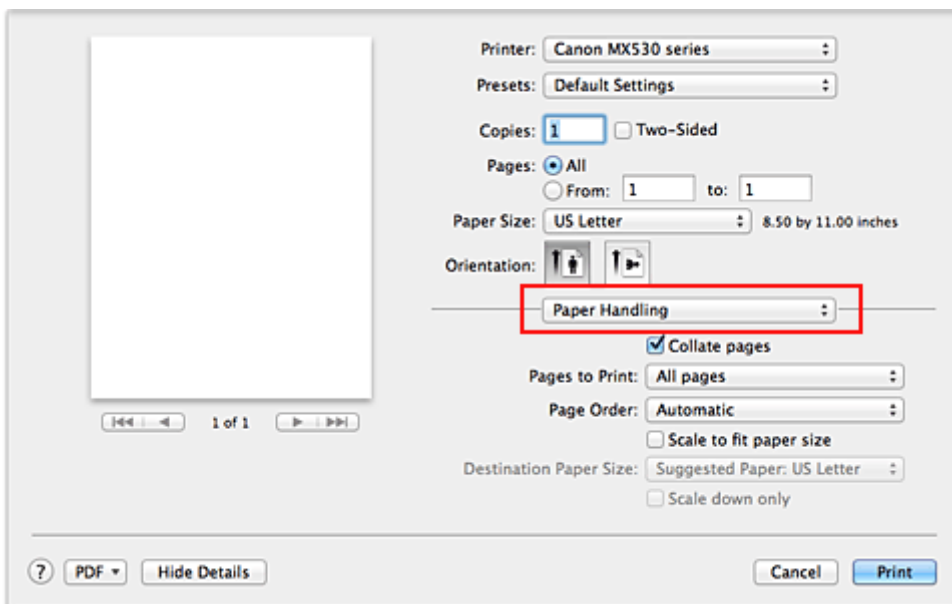 Printer: Canon MX530 series
Presets: Default Settings
Copies: 1 Two-Sided
Pages: All
From: 1 to: 1
Paper Size: US Letter 8.50 by 11.00 inches
Orientation:
Paper Handling
Collate pages
Pages to Print: All pages
1 of 1
Page Order: Automatic
Scale to fit paper size
Destination Paper Size: Suggested Paper: US Letter
Scale down only
? PDF Hide Details Cancel Print